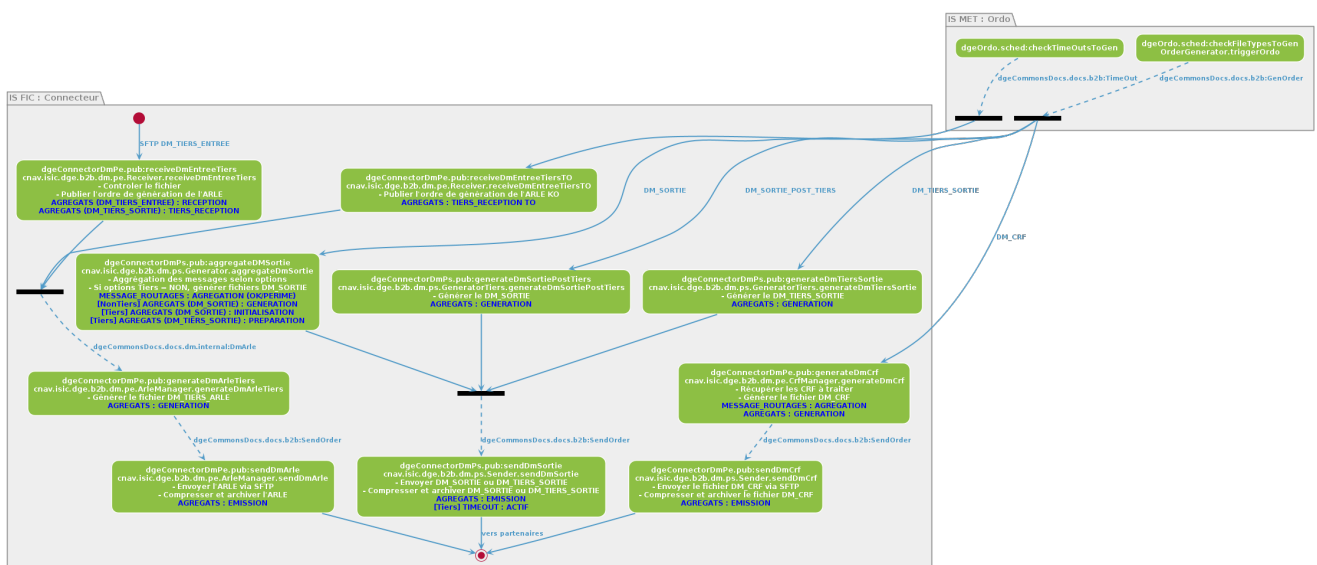 IS MET : Ordo
dgeOrdo.sched:checkTimeOutsToGen
dgeOrdo.sched:checkFileTypesToGen
OrderGenerator.triggerOrdo
dgeCommonsDocs.docs.b2b:TimeOut
dgeCommonsDocs.docs.b2b:GenOrder
IS FIC : Connecteur
SFTP DM_TIERS_ENTREE
dgeConnectorDmPe.pub:receiveDmEntreeTiers
cnav.isic.dge.b2b.dm.pe.Receiver.receiveDmEntreeTiers
- Controler le fichier
- Publier l'ordre de génération de l'ARLE
AGREGATS (DM_TIERS_ENTREE) : RECEPTION
AGREGATS (DM_TIERS_SORTIE) : TIERS_RECEPTION
dgeConnectorDmPe.pub:receiveDmEntreeTiersTO
cnav.isic.dge.b2b.dm.pe.Receiver.receiveDmEntreeTiersTO
- Publier l'ordre de génération de l'ARLE KO
AGREGATS : TIERS_RECEPTION TO
DM_SORTIE
DM_SORTIE_POST_TIERS
DM_TIERS_SORTIE
DM_CRF
dgeConnectorDmPs.pub:aggregateDMSortie
cnav.isic.dge.b2b.dm.ps.Generator.aggregateDmSortie
- Aggrégation des messages selon options
- Si options Tiers = NON, générer fichiers DM_SORTIE
MESSAGE_ROUTAGES : AGREGATION (OK/PERIME)
[NonTiers] AGREGATS (DM_SORTIE) : GENERATION
[Tiers] AGREGATS (DM_SORTIE) : INITIALISATION
[Tiers] AGREGATS (DM_TIERS_SORTIE) : PREPARATION
dgeConnectorDmPs.pub:generateDmSortiePostTiers
cnav.isic.dge.b2b.dm.ps.GeneratorTiers.generateDmSortiePostTiers
- Générer le DM_SORTIE
AGREGATS : GENERATION
dgeConnectorDmPs.pub:generateDmTiersSortie
cnav.isic.dge.b2b.dm.ps.GeneratorTiers.generateDmTiersSortie
- Générer le DM_TIERS_SORTIE
AGREGATS : GENERATION
dgeCommonsDocs.docs.dm.internal:DmArle
dgeConnectorDmPe.pub:generateDmArleTiers
cnav.isic.dge.b2b.dm.pe.ArleManager.generateDmArleTiers
- Générer le fichier DM_TIERS_ARLE
AGREGATS : GENERATION
dgeConnectorDmPe.pub:generateDmCrf
cnav.isic.dge.b2b.dm.pe.CrfManager.generateDmCrf
- Récupérer les CRF à traiter
- Générer le fichier DM_CRF
MESSAGE_ROUTAGES : AGREGATION
AGREGATS : GENERATION
dgeCommonsDocs.docs.b2b:SendOrder
dgeCommonsDocs.docs.b2b:SendOrder
dgeCommonsDocs.docs.b2b:SendOrder
dgeConnectorDmPe.pub:sendDmArle
cnav.isic.dge.b2b.dm.pe.ArleManager.sendDmArle
- Envoyer l'ARLE via SFTP
- Compresser et archiver l'ARLE
AGREGATS : EMISSION
dgeConnectorDmPs.pub:sendDmSortie
cnav.isic.dge.b2b.dm.ps.Sender.sendDmSortie
- Envoyer DM_SORTIE ou DM_TIERS_SORTIE
- Compresser et archiver DM_SORTIE ou DM_TIERS_SORTIE
AGREGATS : EMISSION
[Tiers] TIMEOUT : ACTIF
dgeConnectorDmPe.pub:sendDmCrf
cnav.isic.dge.b2b.dm.ps.Sender.sendDmCrf
- Envoyer le fichier DM_CRF via SFTP
- Compresser et archiver le fichier DM_CRF
AGREGATS : EMISSION
vers partenaires